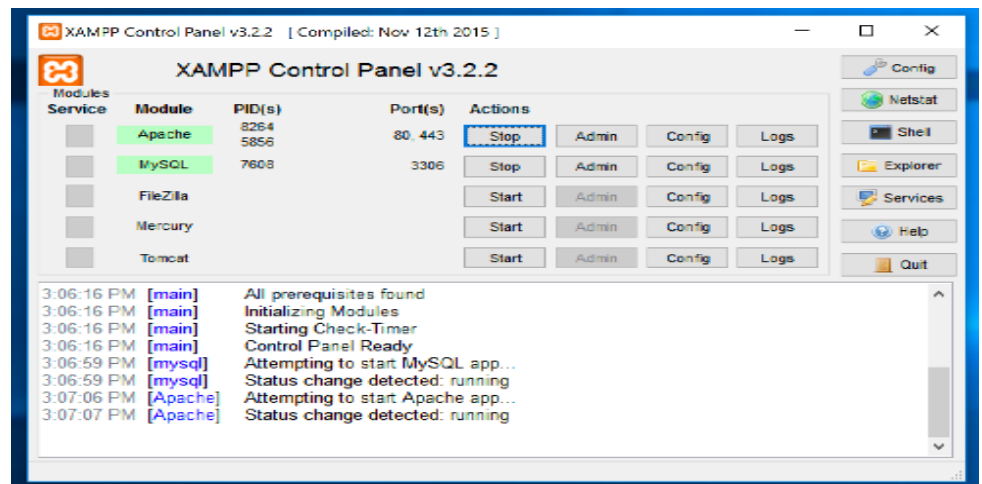 XAMPP Control Panel v3.2.2 [ Compiled: Nov 12th 2015 ]
XAMPP Control Panel v3.2.2
Config
Modules
Service Module PID(s) Port(s) Actions
Netstat
Apache 8264 5856 80, 443 Stop Admin Config Logs
Shell
MySQL 7608 3306 Stop Admin Config Logs
Explorer
FileZilla Start Admin Config Logs
Services
Mercury Start Admin Config Logs
Help
Tomcat Start Admin Config Logs
Quit
3:06:16 PM [main] All prerequisites found
3:06:16 PM [main] Initializing Modules
3:06:16 PM [main] Starting Check-Timer
3:06:16 PM [main] Control Panel Ready
3:06:59 PM [mysql] Attempting to start MySQL app...
3:06:59 PM [mysql] Status change detected: running
3:07:06 PM [Apache] Attempting to start Apache app...
3:07:07 PM [Apache] Status change detected: running